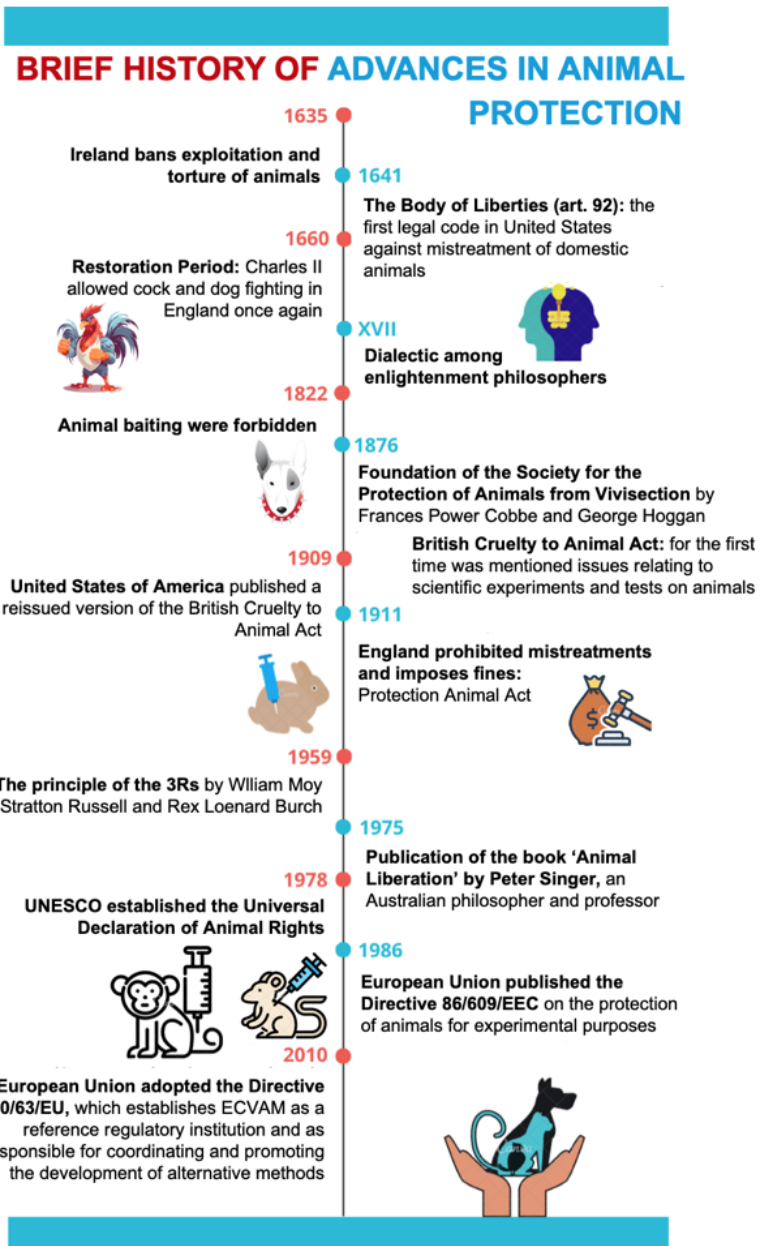 BRIEF HISTORY OF ADVANCES IN ANIMAL
PROTECTION
1635
Ireland bans exploitation and
torture of animals
1641
The Body of Liberties (art. 92): the
first legal code in United States
against mistreatment of domestic
animals
1660
Restoration Period: Charles II
allowed cock and dog fighting in
England once again
XVII
Dialectic among
enlightenment philosophers
1822
Animal baiting were forbidden
1876
Foundation of the Society for the
Protection of Animals from Vivisection by
Frances Power Cobbe and George Hoggan
British Cruelty to Animal Act: for the first
time was mentioned issues relating to
scientific experiments and tests on animals
1909
United States of America published a
reissued version of the British Cruelty to
Animal Act
1911
England prohibited mistreatments
and imposes fines:
Protection Animal Act
1959
The principle of the 3Rs by WIliam Moy
Stratton Russell and Rex Loenard Burch
1975
Publication of the book ‘Animal
Liberation’ by Peter Singer, an
Australian philosopher and professor
1978
UNESCO established the Universal
Declaration of Animal Rights
1986
European Union published the
Directive 86/609/EEC on the protection
of animals for experimental purposes
2010
European Union adopted the Directive
0/63/EU, which establishes ECVAM as a
reference regulatory institution and as
sponsible for coordinating and promoting
the development of alternative methods